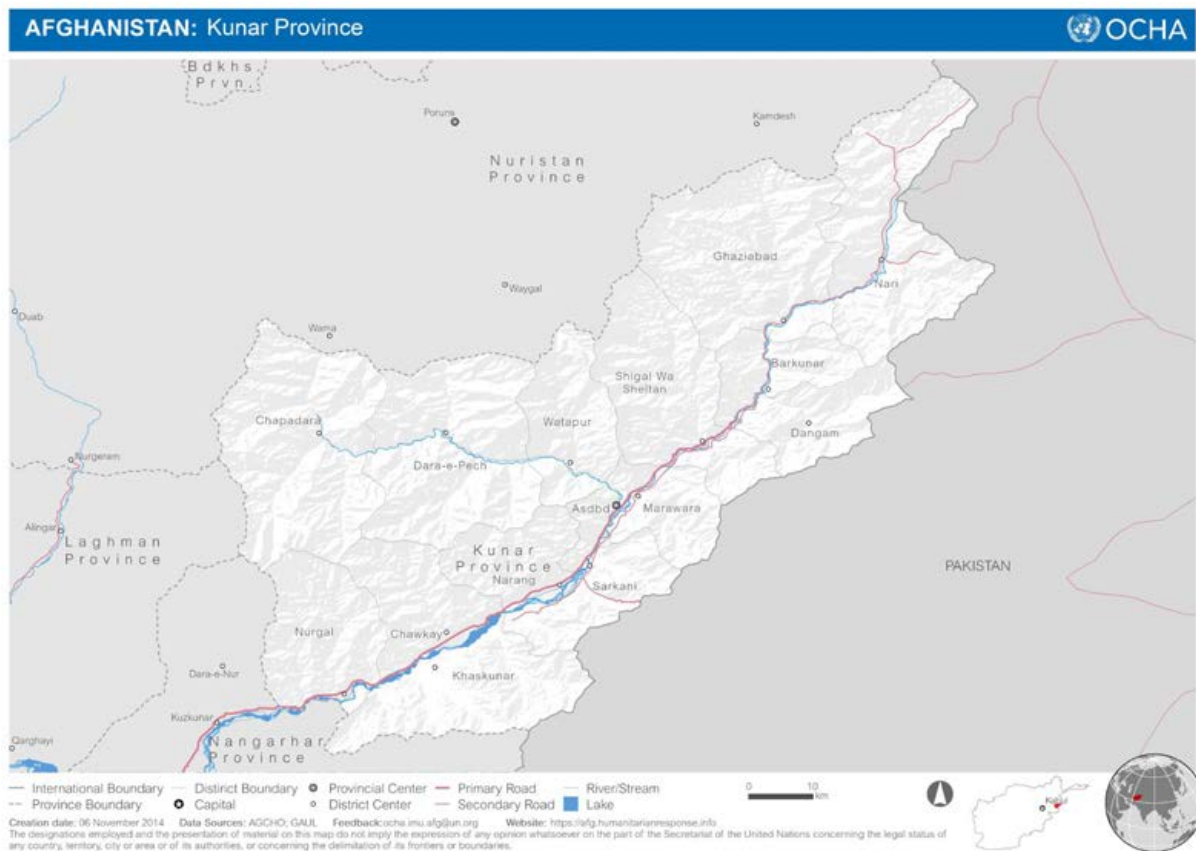 AFGHANISTAN: Kunar Province
OCHA
Bdkhs
Prvn.
Poruns
Kamdesh
Nuristan
Province
Ghaziabad
Waygal
Nari
Duab
Wama
Barkunar
Shigal Wa
Sheltan
Chapadara
Watapur
Dangam
Nurgeram
Dara-e-Pech
Asdbd
Marawara
Alingar
Laghman
Province
Kunar
Province
Narang
Sarkani
PAKISTAN
Nurgal
Chawkay
Dara-e-Nur
Khaskunar
Kuzkunar
Qarghayi
Nangarhar
Province
International Boundary District Boundary Provincial Center Primary Road River/Stream 0 10
Province Boundary Capital District Center Secondary Road Lake km
Kabul
Creation date: 06 November 2014 Data Sources: AGCHO; GAUL Feedback:ocha.imu.afg@un.org Website: https://afg.humanitarianresponse.info
The designations employed and the presentation of material on this map do not imply the expression of any opinion whatsoever on the part of the Secretariat of the United Nations concerning the legal status of
any country, territory, city or area or of its authorities, or concerning the delimitation of its frontiers or boundaries.